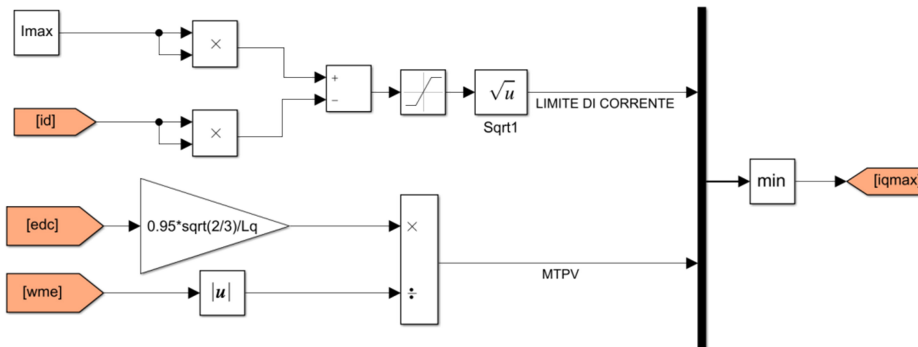 Imax
×
+
−
√u
Sqrt1
LIMITE DI CORRENTE
[id]
×
min
[iqmax]
[edc]
0.95*sqrt(2/3)/Lq
×
MTPV
[wme]
|u|
÷